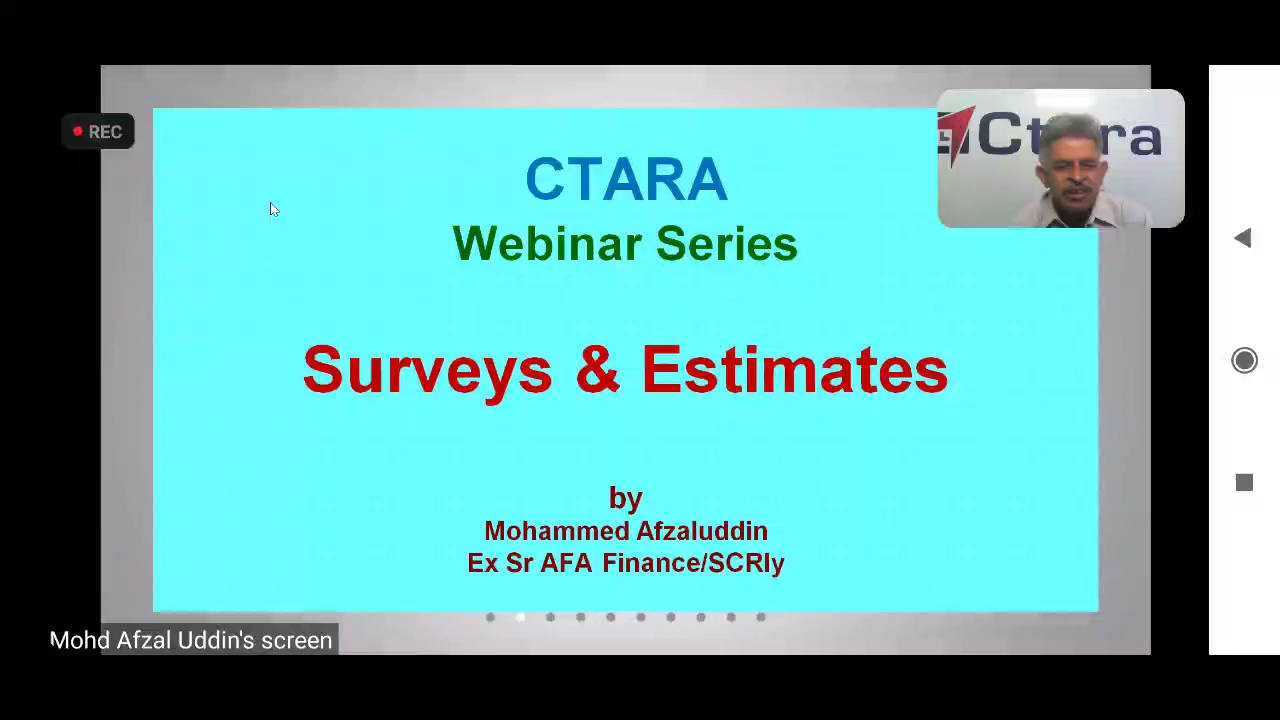 REC
CTARA
Webinar Series
Surveys & Estimates
by
Mohammed Afzaluddin
Ex Sr AFA Finance/SCRly
Mohd Afzal Uddin's screen